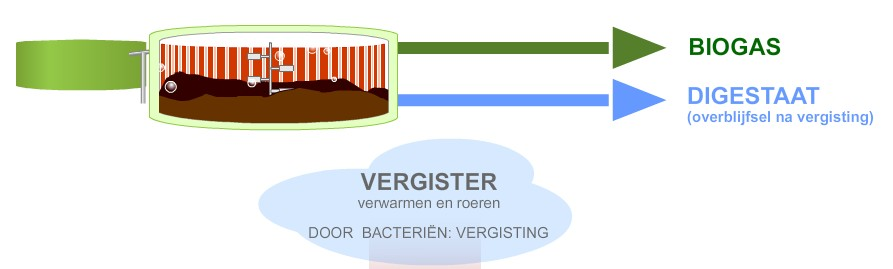 BIOGAS
DIGESTAAT
(overblijfsel na vergisting)
VERGISTER
verwarmen en roeren
DOOR BACTERIËN: VERGISTING